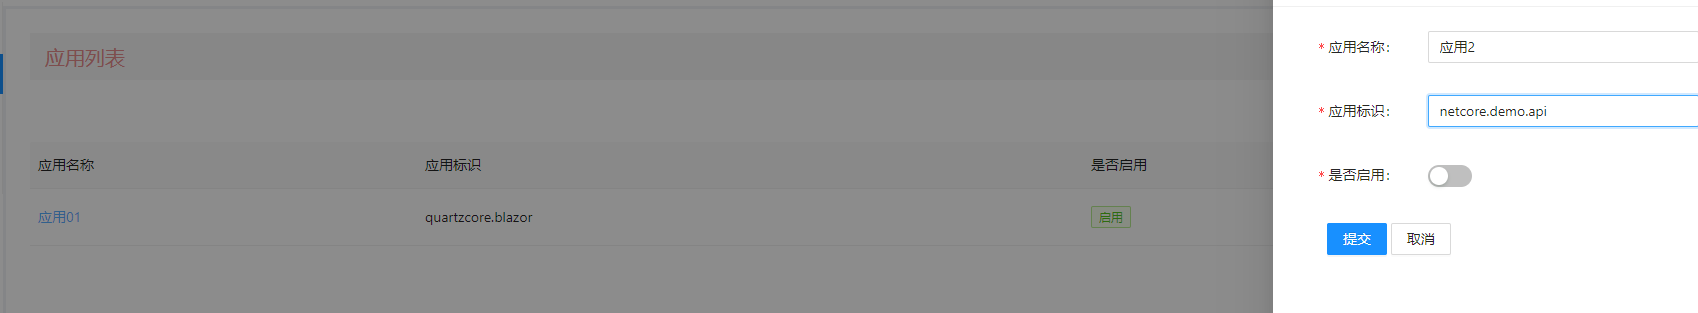 应用列表
应用名称 应用标识 是否启用
应用01 quartzcore.blazor 启用
* 应用名称: 应用2
* 应用标识: netcore.demo.api
* 是否启用:
提交 取消